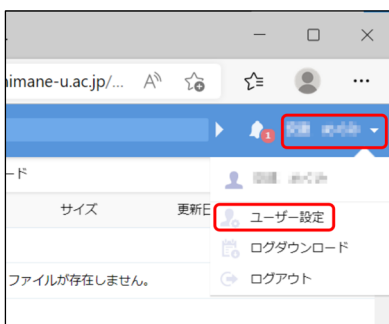 himane-u.ac.jp/...
1
ード
サイズ 更新
ユーザー設定
ログダウンロード
ファイルが存在しません。
ログアウト